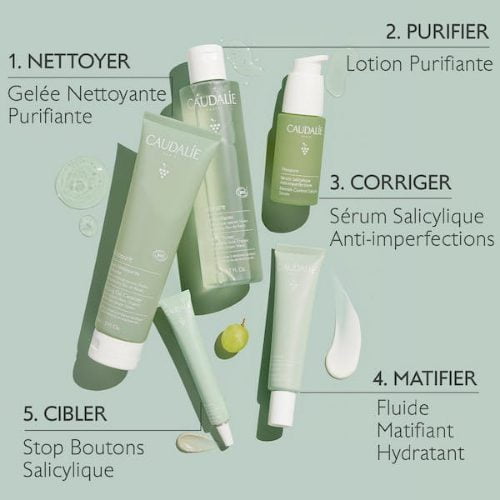 2. PURIFIER
Lotion Purifiante
1. NETTOYER
Gelée Nettoyante
Purifiante
CAUDALIE
CAUDALIE
CAUDALIE
3. CORRIGER
Sérum Salicylique
Anti-imperfections
CAUDALIE
4. MATIFIER
Fluide
Matifiant
Hydratant
5. CIBLER
Stop Boutons
Salicylique